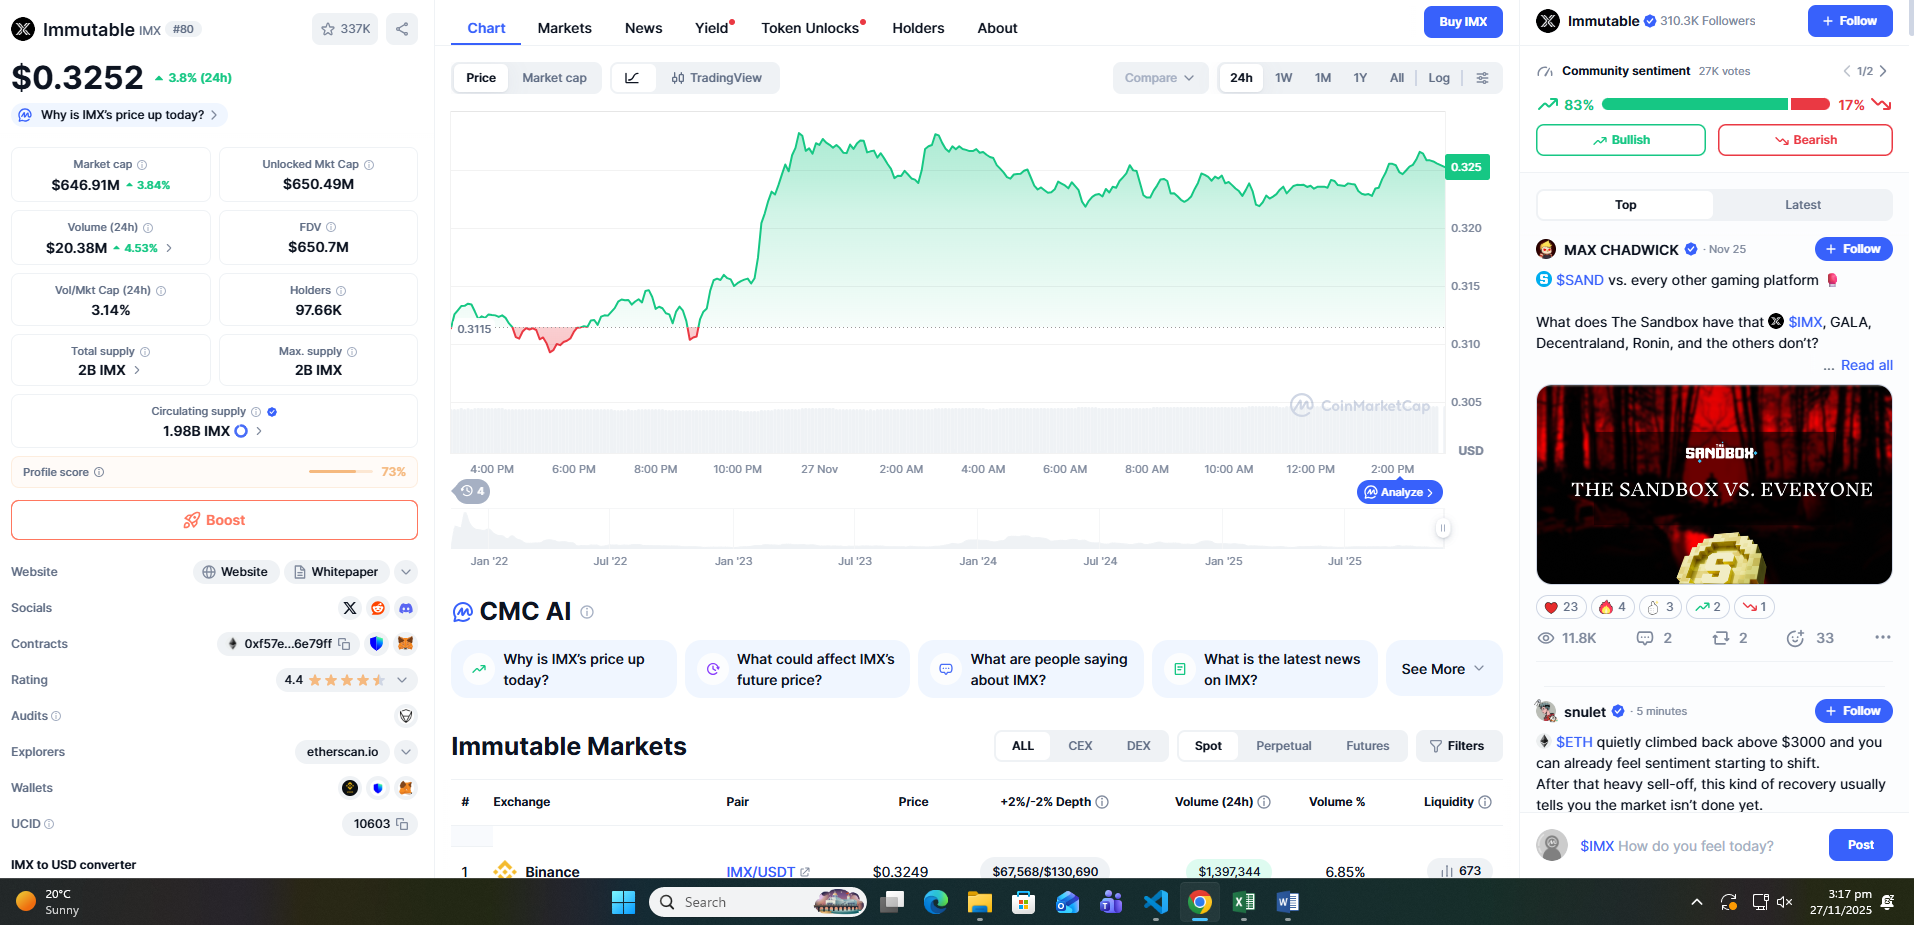 Immutable IMX #80
337K
$0.3252 3.8% (24h)
Why is IMX's price up today?
Market cap
$646.91M 3.84%
Unlocked Mkt Cap
$650.49M
Volume (24h)
$20.38M 4.53%
FDV
$650.7M
Vol/Mkt Cap (24h)
3.14%
Holders
97.66K
Total supply
2B IMX
Max. supply
2B IMX
Circulating supply
1.98B IMX
Profile score 73%
Boost
Website Website Whitepaper
Socials
Contracts 0xf57e...6e79ff
Rating 4.4
Audits
Explorers etherscan.io
Wallets
UCID 10603
IMX to USD converter
Chart Markets News Yield Token Unlocks Holders About
Buy IMX
Price Market cap TradingView
Compare 24h 1W 1M 1Y All Log
0.325
0.320
0.315
0.3115
0.310
0.305
CoinMarketCap
USD
4:00 PM 6:00 PM 8:00 PM 10:00 PM 27 Nov 2:00 AM 4:00 AM 6:00 AM 8:00 AM 10:00 AM 12:00 PM 2:00 PM
4
Analyze
Jan '22 Jul '22 Jan '23 Jul '23 Jan '24 Jul '24 Jan '25 Jul '25
CMC AI
Why is IMX's price up
today?
What could affect IMX's
future price?
What are people saying
about IMX?
What is the latest news
on IMX?
See More
Immutable Markets
ALL CEX DEX Spot Perpetual Futures Filters
# Exchange Pair Price +2%/-2% Depth Volume (24h) Volume % Liquidity
1 Binance IMX/USDT $0.3249 $67,568/$130,690 $1,397,344 6.85% 673
Immutable 310.3K Followers
+ Follow
Community sentiment 27K votes 1/2
83% 17%
Bullish Bearish
Top Latest
MAX CHADWICK · Nov 25
+ Follow
$SAND vs. every other gaming platform
What does The Sandbox have that $IMX, GALA,
Decentraland, Ronin, and the others don't?
... Read all
THE
SANDBOX
THE SANDBOX VS. EVERYONE
S
23 4 3 2 1
11.8K 2 2 33
snulet · 5 minutes
+ Follow
$ETH quietly climbed back above $3000 and you
can already feel sentiment starting to shift.
After that heavy sell-off, this kind of recovery usually
tells you the market isn't done yet.
$IMX How do you feel today?
Post
20°C
Sunny
Search
3:17 pm
27/11/2025